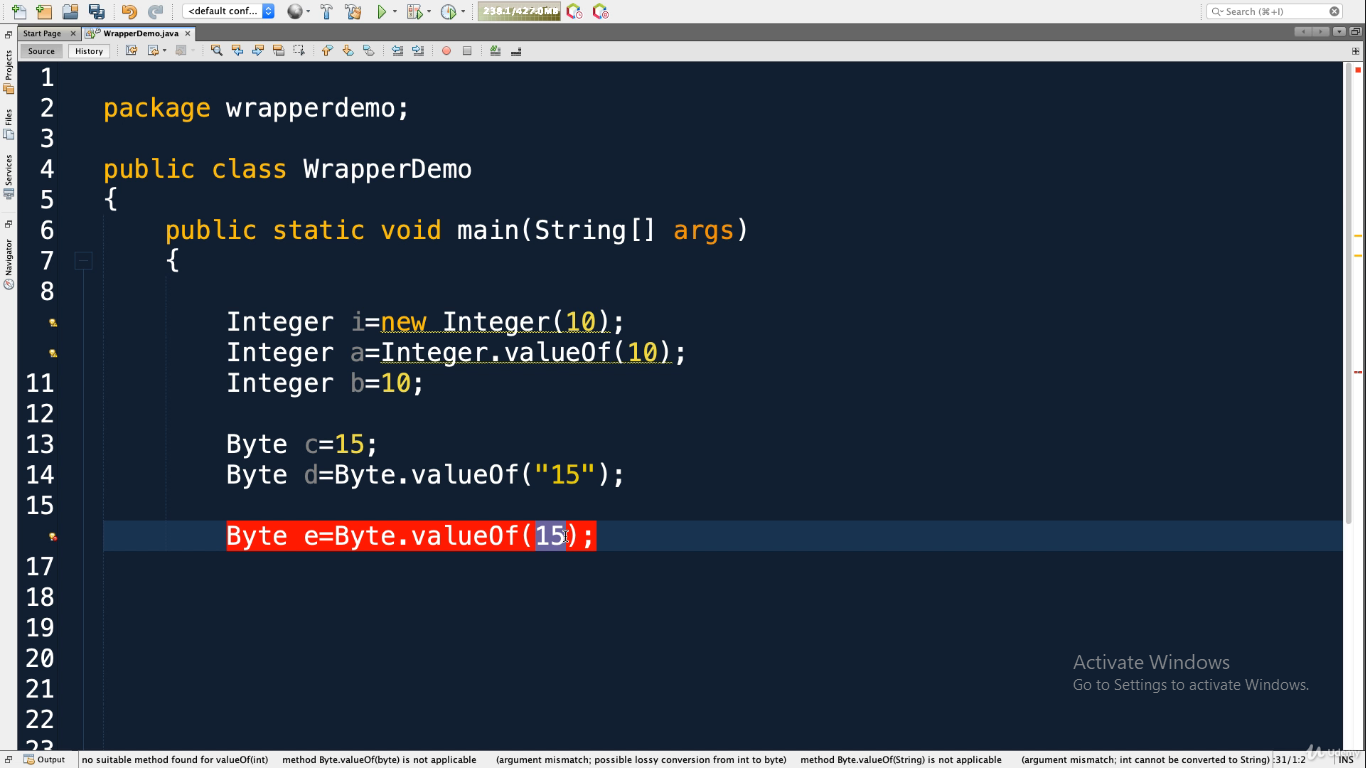 <default conf...
238.1/427.0MB
Search (⌘+I)
Start Page
WrapperDemo.java
Source
History
Projects
Files
Services
Navigator
1
2 package wrapperdemo;
3
4 public class WrapperDemo
5 {
6 public static void main(String[] args)
7 {
8
Integer i=new Integer(10);
Integer a=Integer.valueOf(10);
11 Integer b=10;
12
13 Byte c=15;
14 Byte d=Byte.valueOf("15");
15
Byte e=Byte.valueOf(15);
17
18
19
20
21
22
23
Activate Windows
Go to Settings to activate Windows.
Udemy
Output
no suitable method found for valueOf(int) method Byte.valueOf(byte) is not applicable (argument mismatch; possible lossy conversion from int to byte) method Byte.valueOf(String) is not applicable (argument mismatch; int cannot be converted to String) :31/1:2 INS